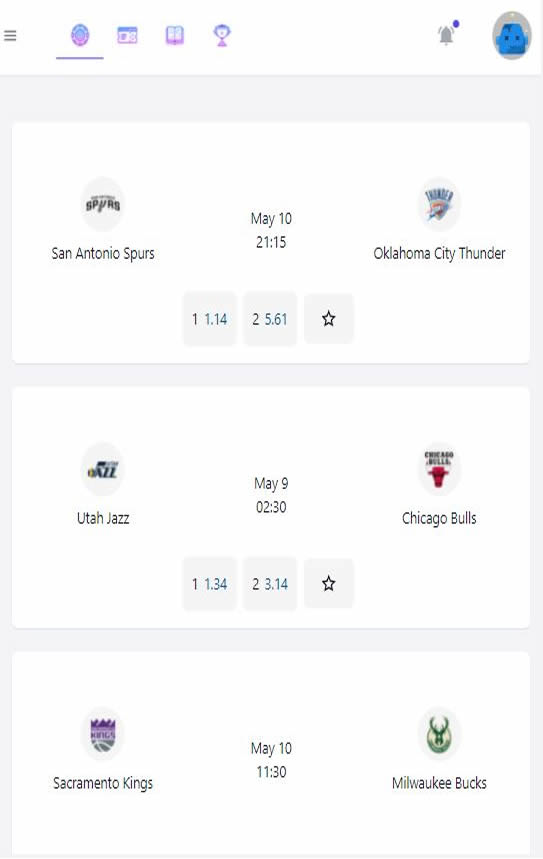 SPURS
THUNDER
May 10
21:15
San Antonio Spurs
Oklahoma City Thunder
1 1.14
2 5.61
JAZZ
CHICAGO
BULLS
May 9
02:30
Utah Jazz
Chicago Bulls
1 1.34
2 3.14
KINGS
May 10
11:30
Sacramento Kings
Milwaukee Bucks